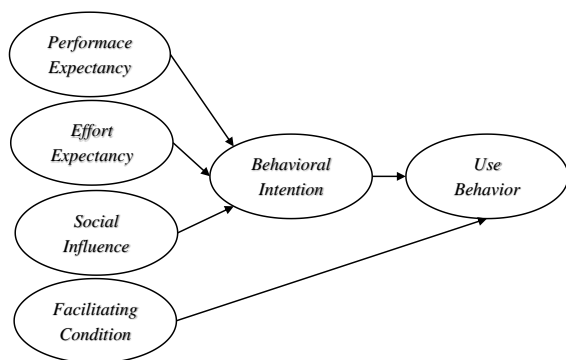 Performace
Expectancy
Effort
Expectancy
Behavioral
Intention
Use
Behavior
Social
Influence
Facilitating
Condition